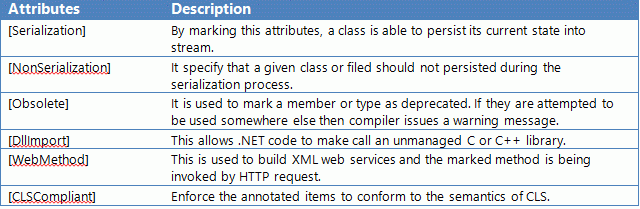 Attributes Description
[Serialization] By marking this attributes, a class is able to persist its current state into
stream.
[NonSerialization] It specify that a given class or filed should not persisted during the
serialization process.
[Obsolete] It is used to mark a member or type as deprecated. If they are attempted to
be used somewhere else then compiler issues a warning message.
[DllImport] This allows .NET code to make call an unmanaged C or C++ library.
[WebMethod] This is used to build XML web services and the marked method is being
invoked by HTTP request.
[CLSCompliant] Enforce the annotated items to conform to the semantics of CLS.